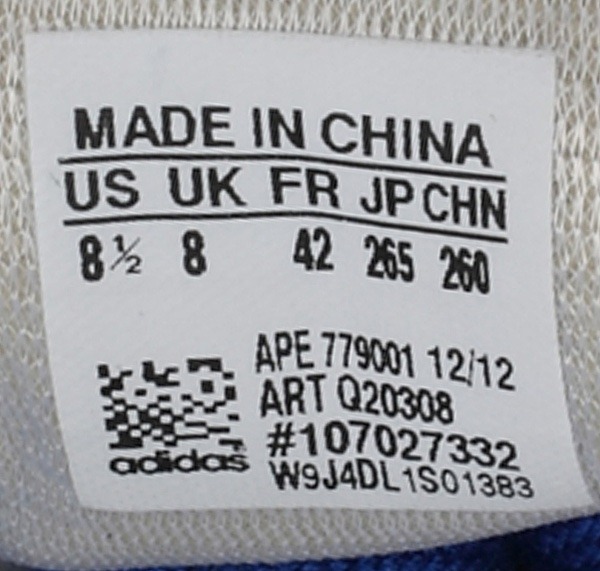 MADE IN CHINA
US UK FR JP CHN
8½ 8 42 265 260
APE 779001 12/12
ART Q20308
#107027332
W9J4DL1S01383
adidas